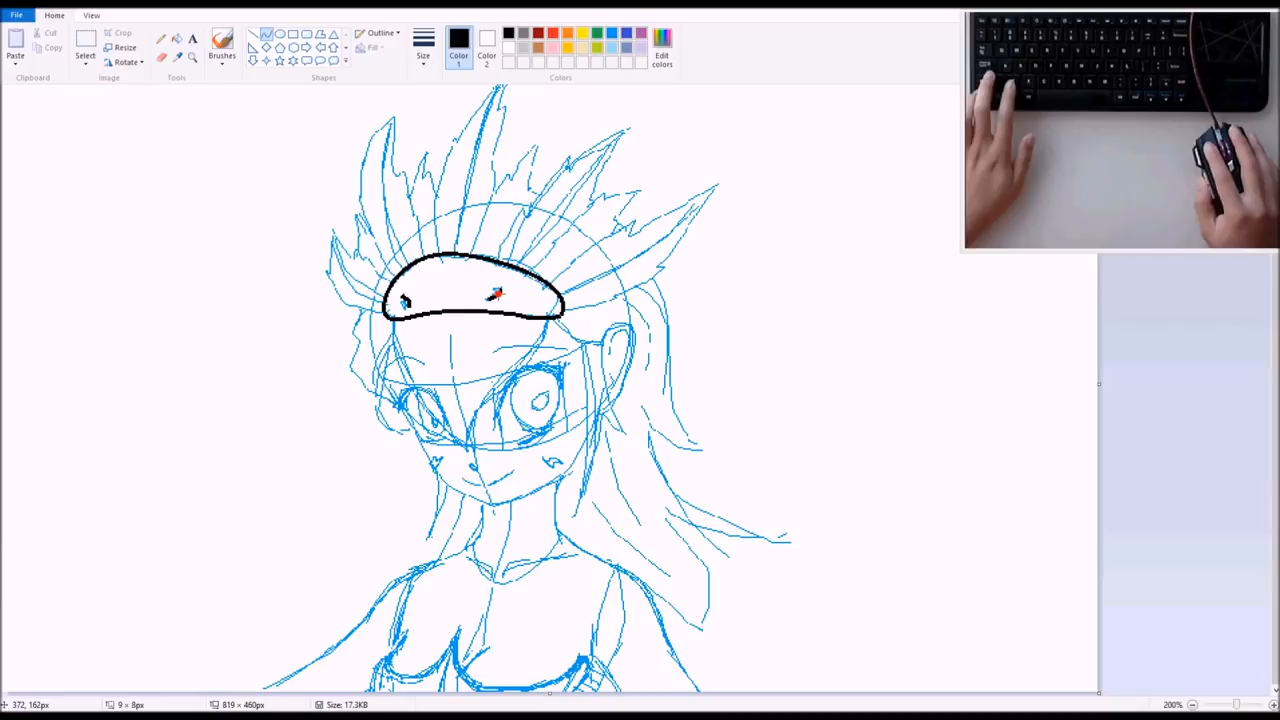 File Home View
Paste Cut Copy
Clipboard
Select Crop Resize Rotate
Image
A
Tools
Brushes
Outline Fill
Shapes
Size
Color 1 Color 2
Edit colors
Colors
372, 162px 9 × 8px 819 × 460px Size: 17.3KB 200%